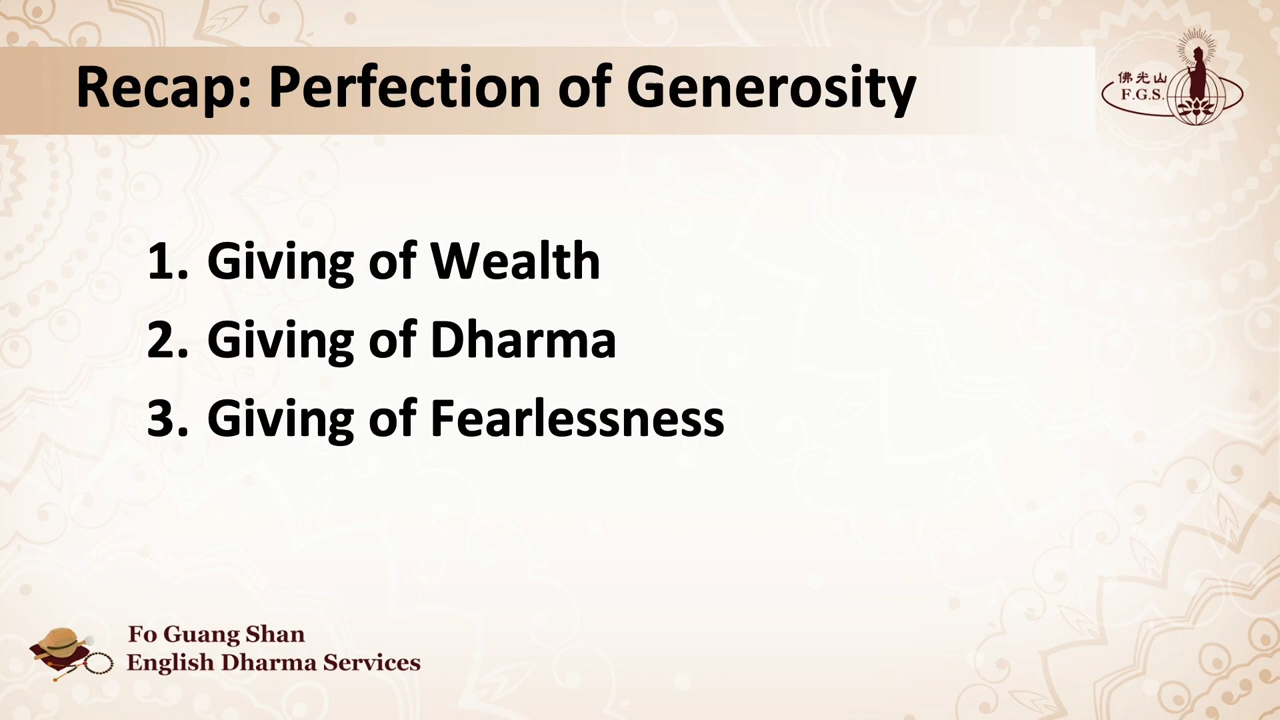 Recap: Perfection of Generosity
佛光山
F.G.S.
1. Giving of Wealth
2. Giving of Dharma
3. Giving of Fearlessness
Fo Guang Shan
English Dharma Services